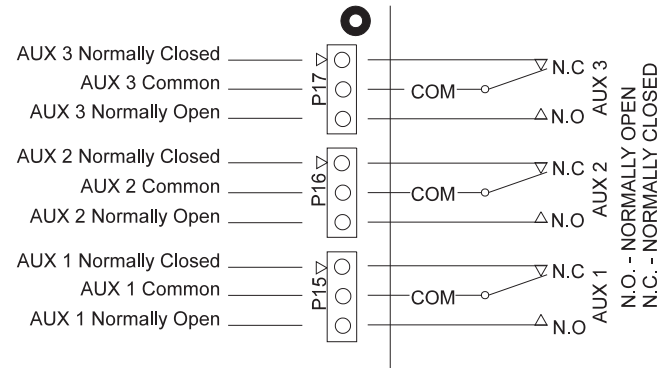 AUX 3 Normally Closed
AUX 3 Common
AUX 3 Normally Open
P17
COM
N.C
N.O
AUX 3
AUX 2 Normally Closed
AUX 2 Common
AUX 2 Normally Open
P16
COM
N.C
N.O
AUX 2
AUX 1 Normally Closed
AUX 1 Common
AUX 1 Normally Open
P15
COM
N.C
N.O
AUX 1
N.O. - NORMALLY OPEN
N.C. - NORMALLY CLOSED